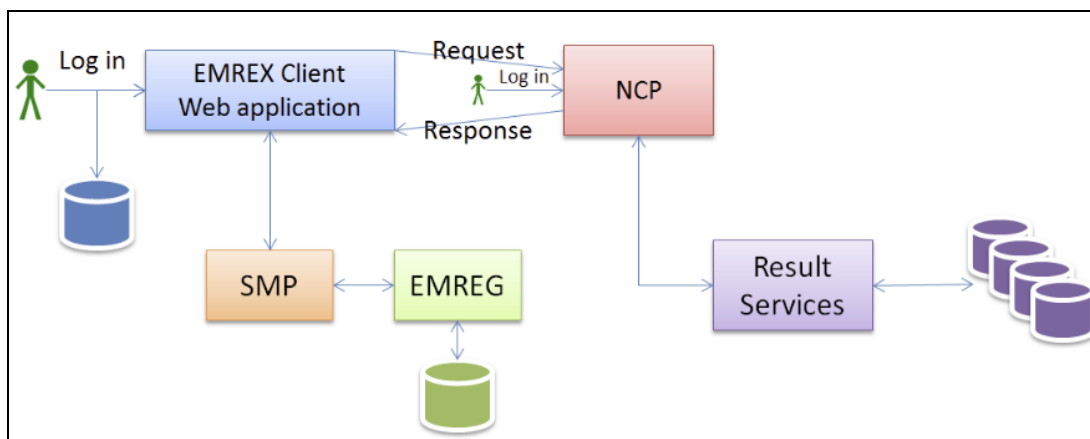 Log in
EMREX Client
Web application
Request
Log in
Response
NCP
SMP
EMREG
Result
Services